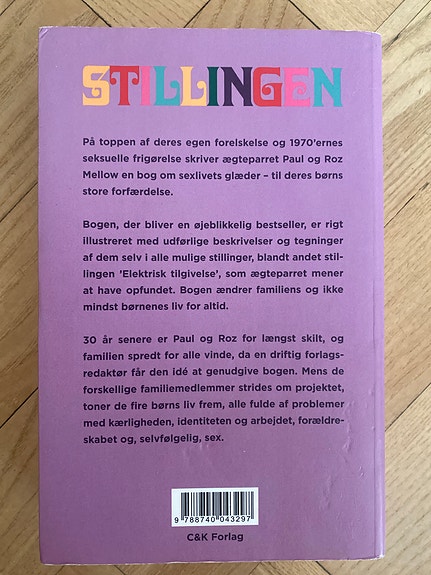 STILLINGEN
På toppen af deres egen forelskelse og 1970'ernes
seksuelle frigørelse skriver ægteparret Paul og Roz
Mellow en bog om sexlivets glæder – til deres børns
store forfærdelse.
Bogen, der bliver en øjeblikkelig bestseller, er rigt
illustreret med udførlige beskrivelser og tegninger
af dem selv i alle mulige stillinger, blandt andet stil-
lingen 'Elektrisk tilgivelse', som ægteparret mener
at have opfundet. Bogen ændrer familiens og ikke
mindst børnenes liv for altid.
30 år senere er Paul og Roz for længst skilt, og
familien spredt for alle vinde, da en driftig forlags-
redaktør får den idé at genudgive bogen. Mens de
forskellige familiemedlemmer strides om projektet,
toner de fire børns liv frem, alle fulde af problemer
med kærligheden, identiteten og arbejdet, forældre-
skabet og, selvfølgelig, sex.
9 788740 043297
C&K Forlag